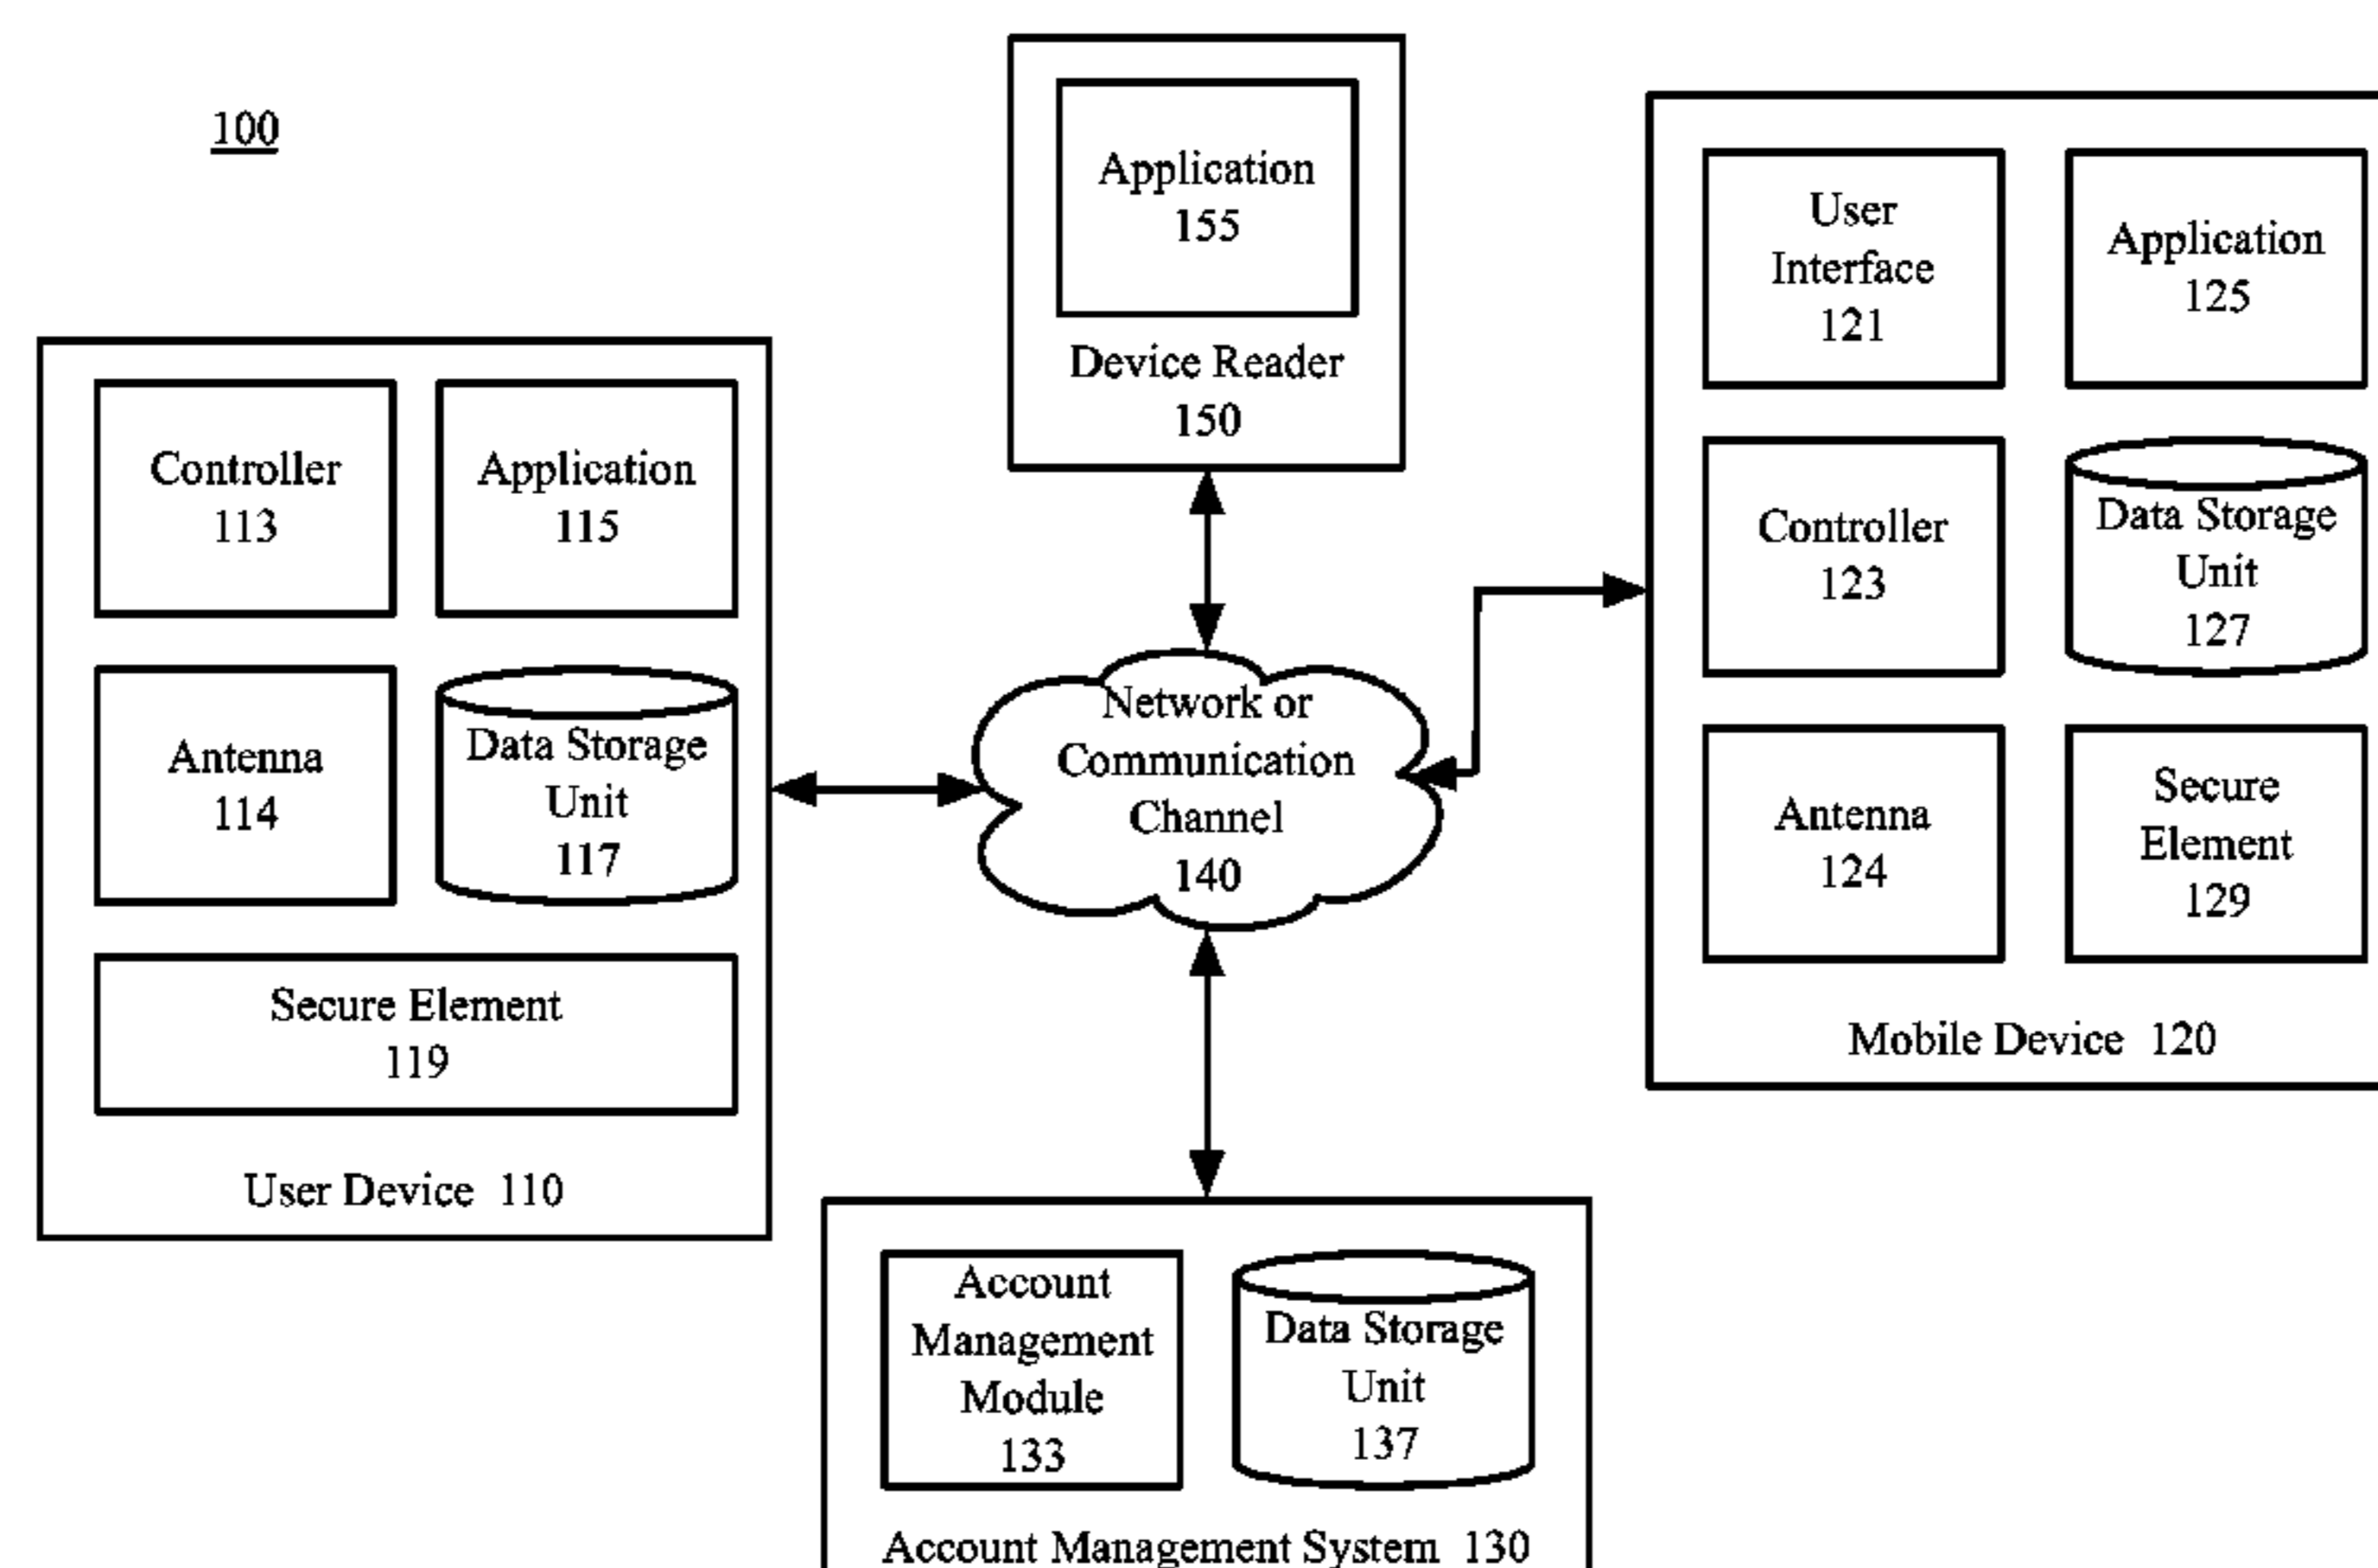 100
Application
155
Device Reader
150
User
Interface
121
Application
125
Controller
123
Data Storage
Unit
127
Antenna
124
Secure
Element
129
Mobile Device 120
Controller
113
Application
115
Antenna
114
Data Storage
Unit
117
Secure Element
119
User Device 110
Network or
Communication
Channel
140
Account
Management
Module
133
Data Storage
Unit
137
Account Management System 130